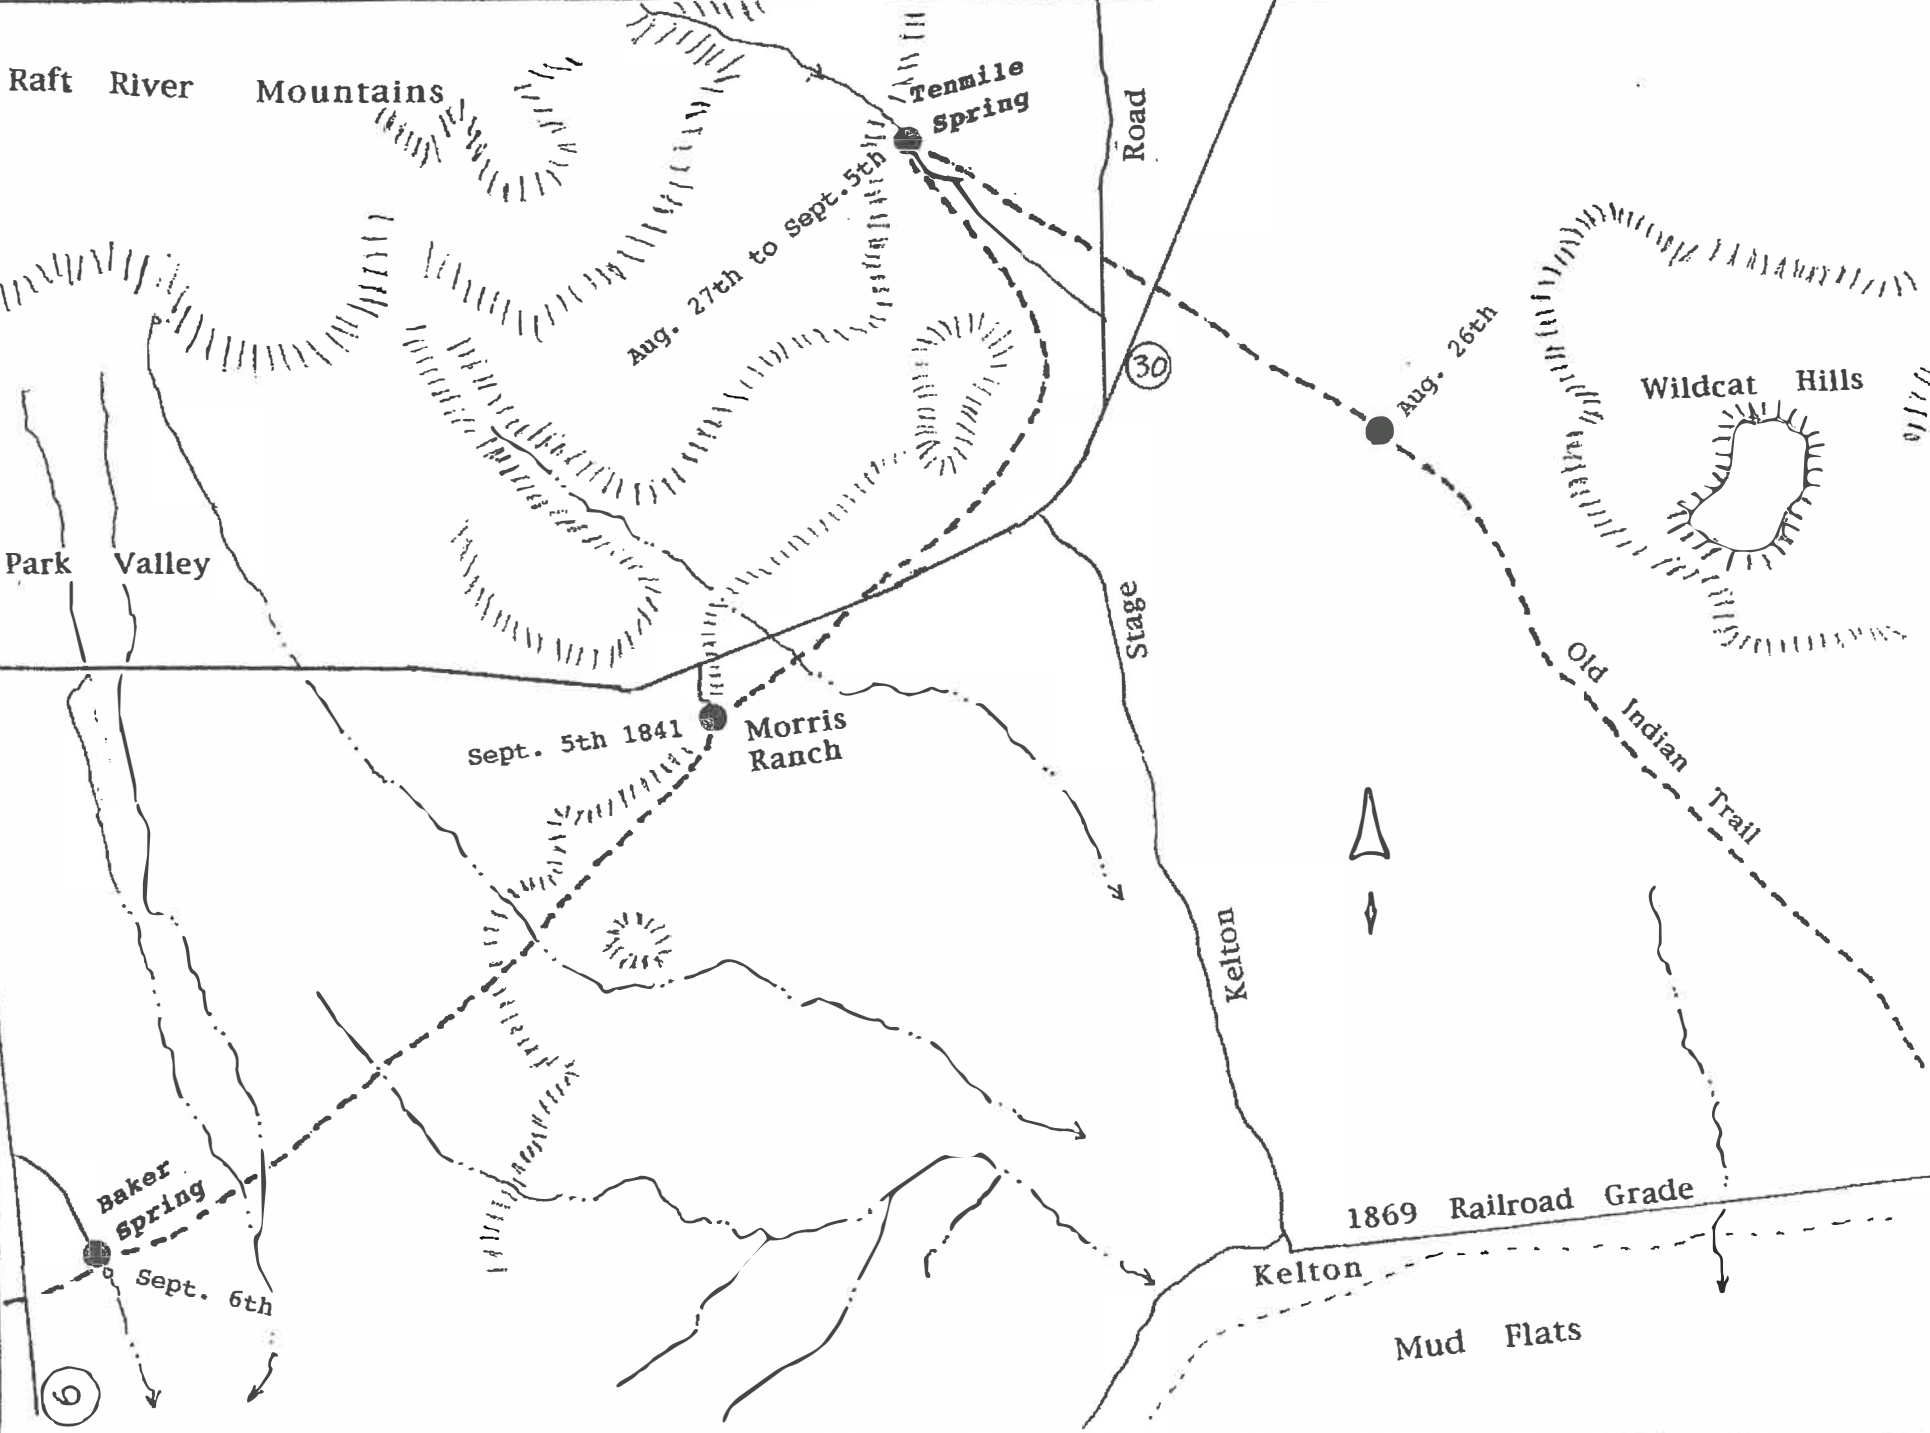 Raft River Mountains
Tenmile
Spring
Road
Aug. 27th to Sept. 5th
30
Aug. 26th
Wildcat Hills
Park Valley
Stage
Old Indian Trail
Sept. 5th 1841
Morris
Ranch
Kelton
Baker
Spring
Sept. 6th
1869 Railroad Grade
Kelton
Mud Flats
6